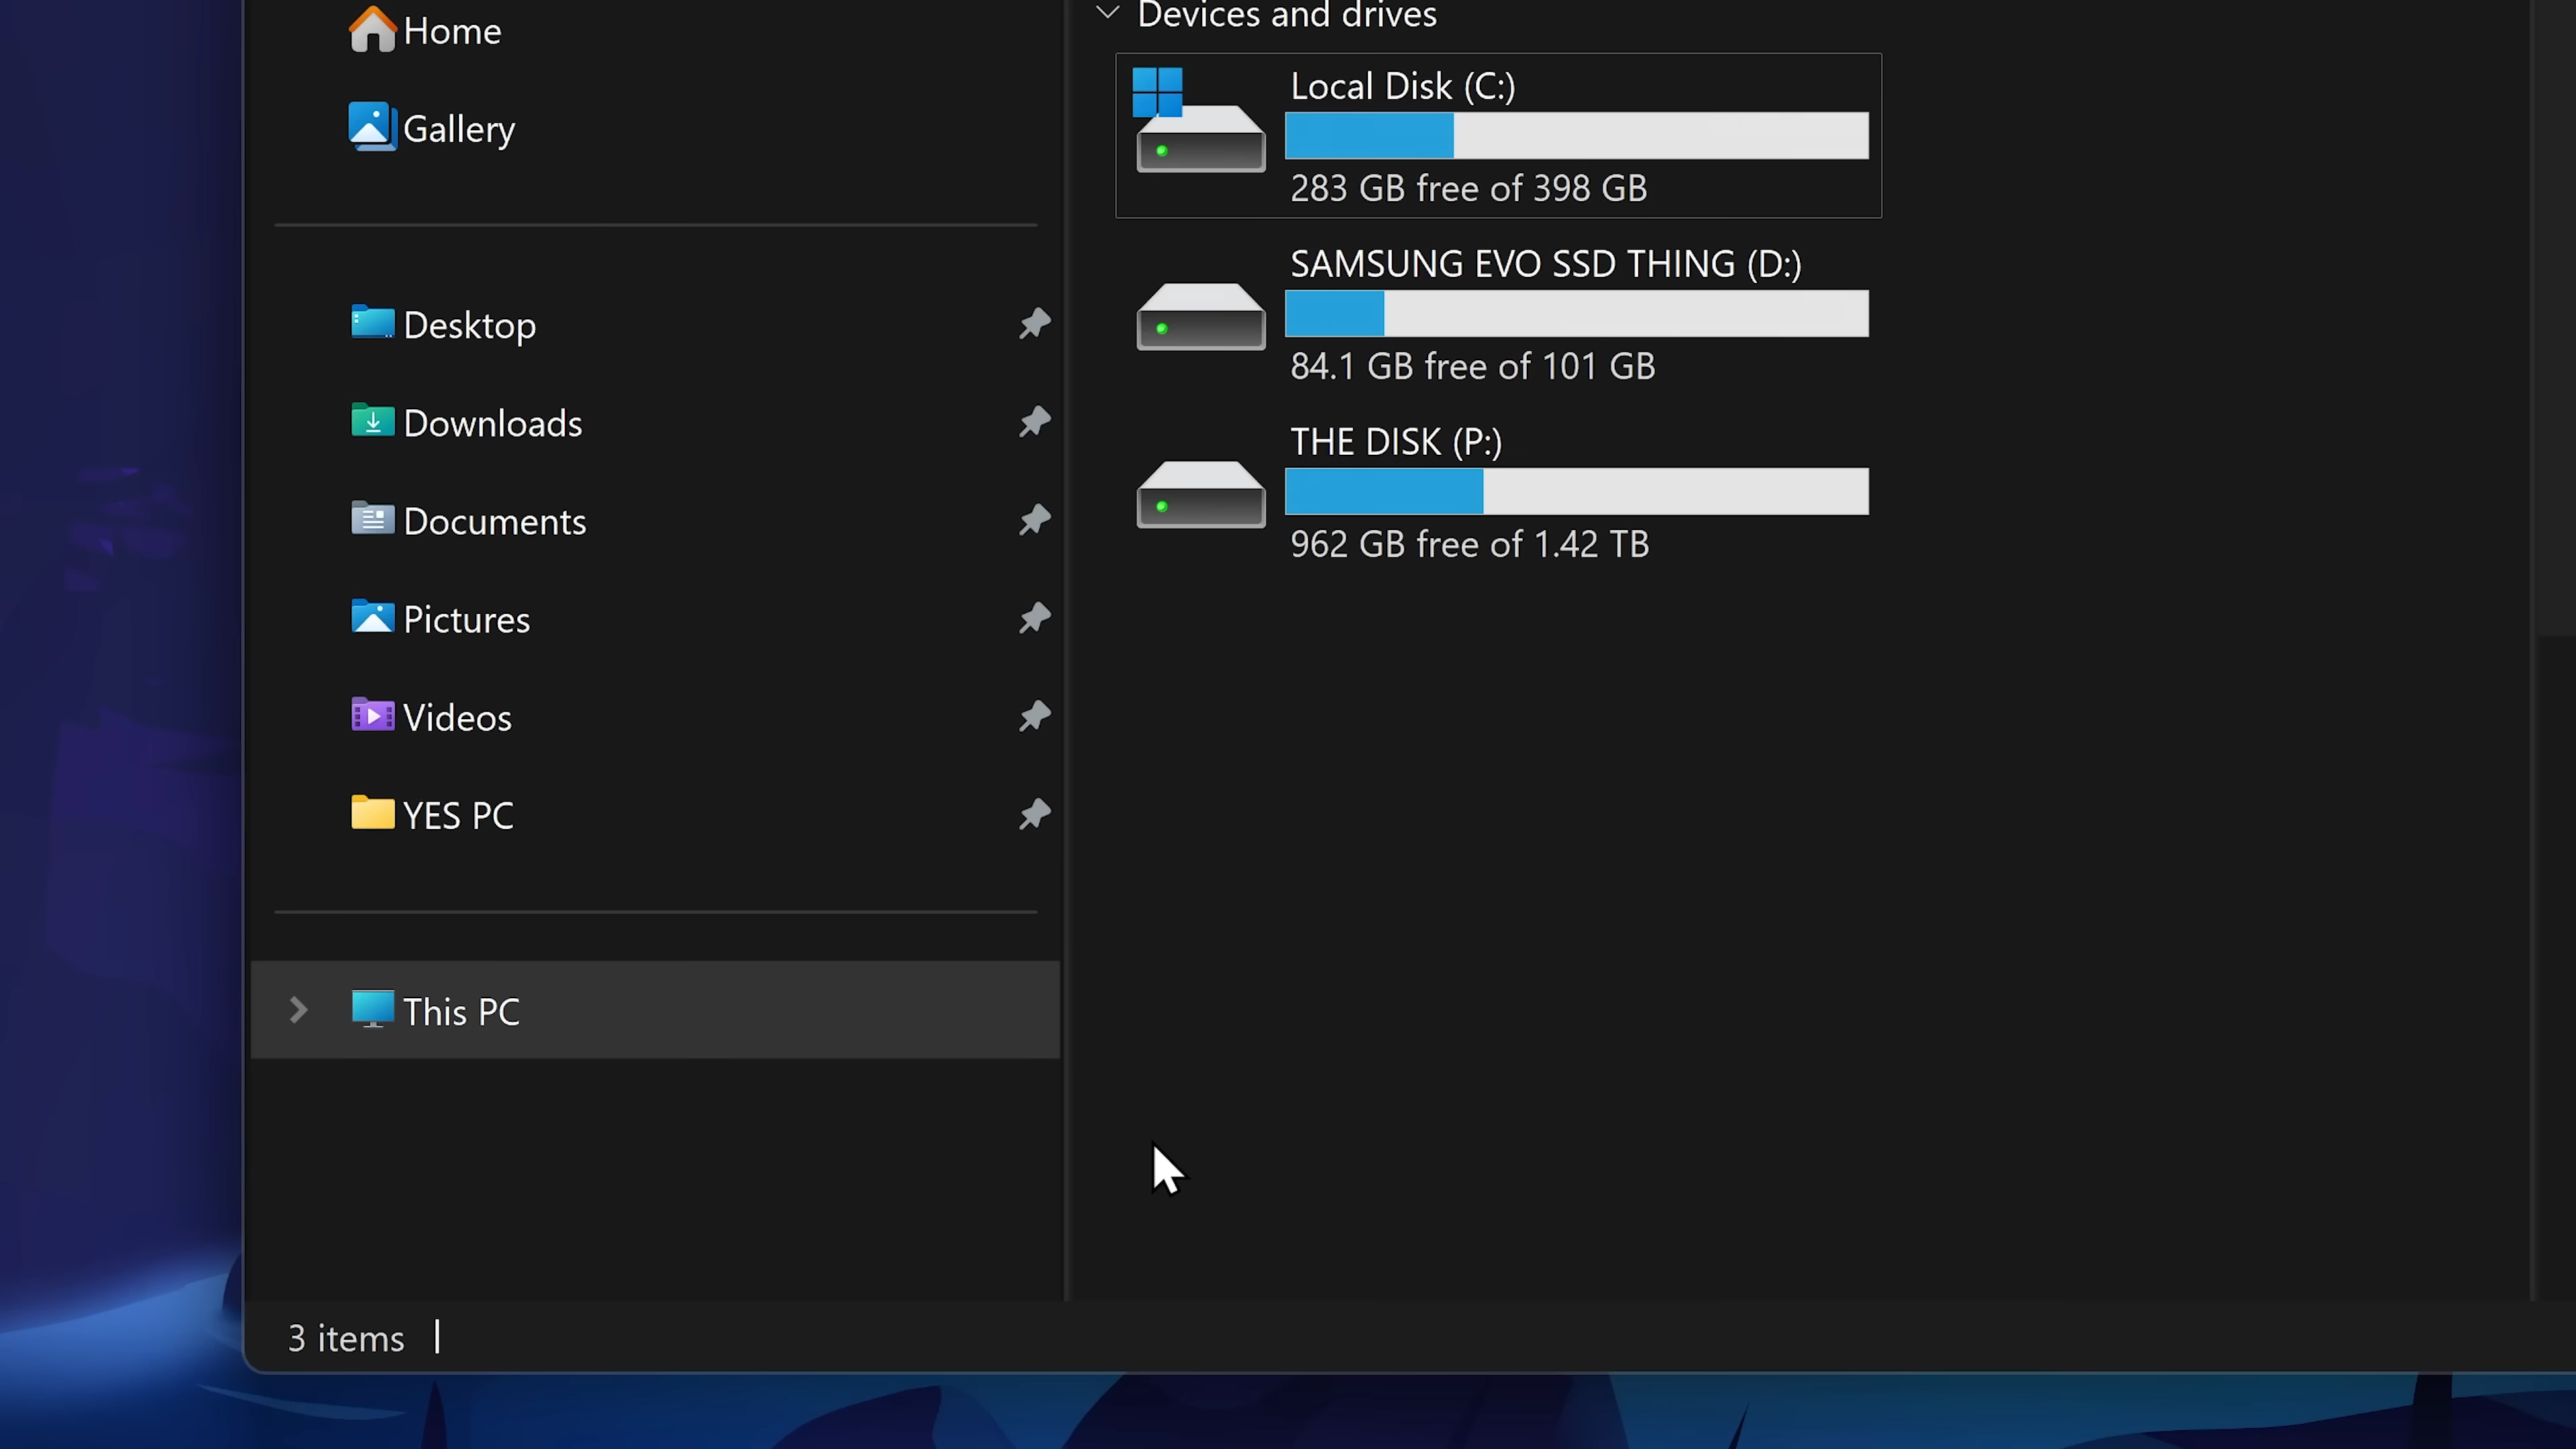 Home
Gallery
Desktop
Downloads
Documents
Pictures
Videos
YES PC
This PC
3 items
Devices and drives
Local Disk (C:)
283 GB free of 398 GB
SAMSUNG EVO SSD THING (D:)
84.1 GB free of 101 GB
THE DISK (P:)
962 GB free of 1.42 TB